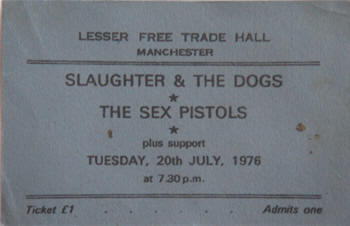 LESSER FREE TRADE HALL
MANCHESTER
SLAUGHTER & THE DOGS
★
THE SEX PISTOLS
★
plus support
TUESDAY, 20th JULY, 1976
at 7.30 p.m.
Ticket £1 . . . . . . Admits one